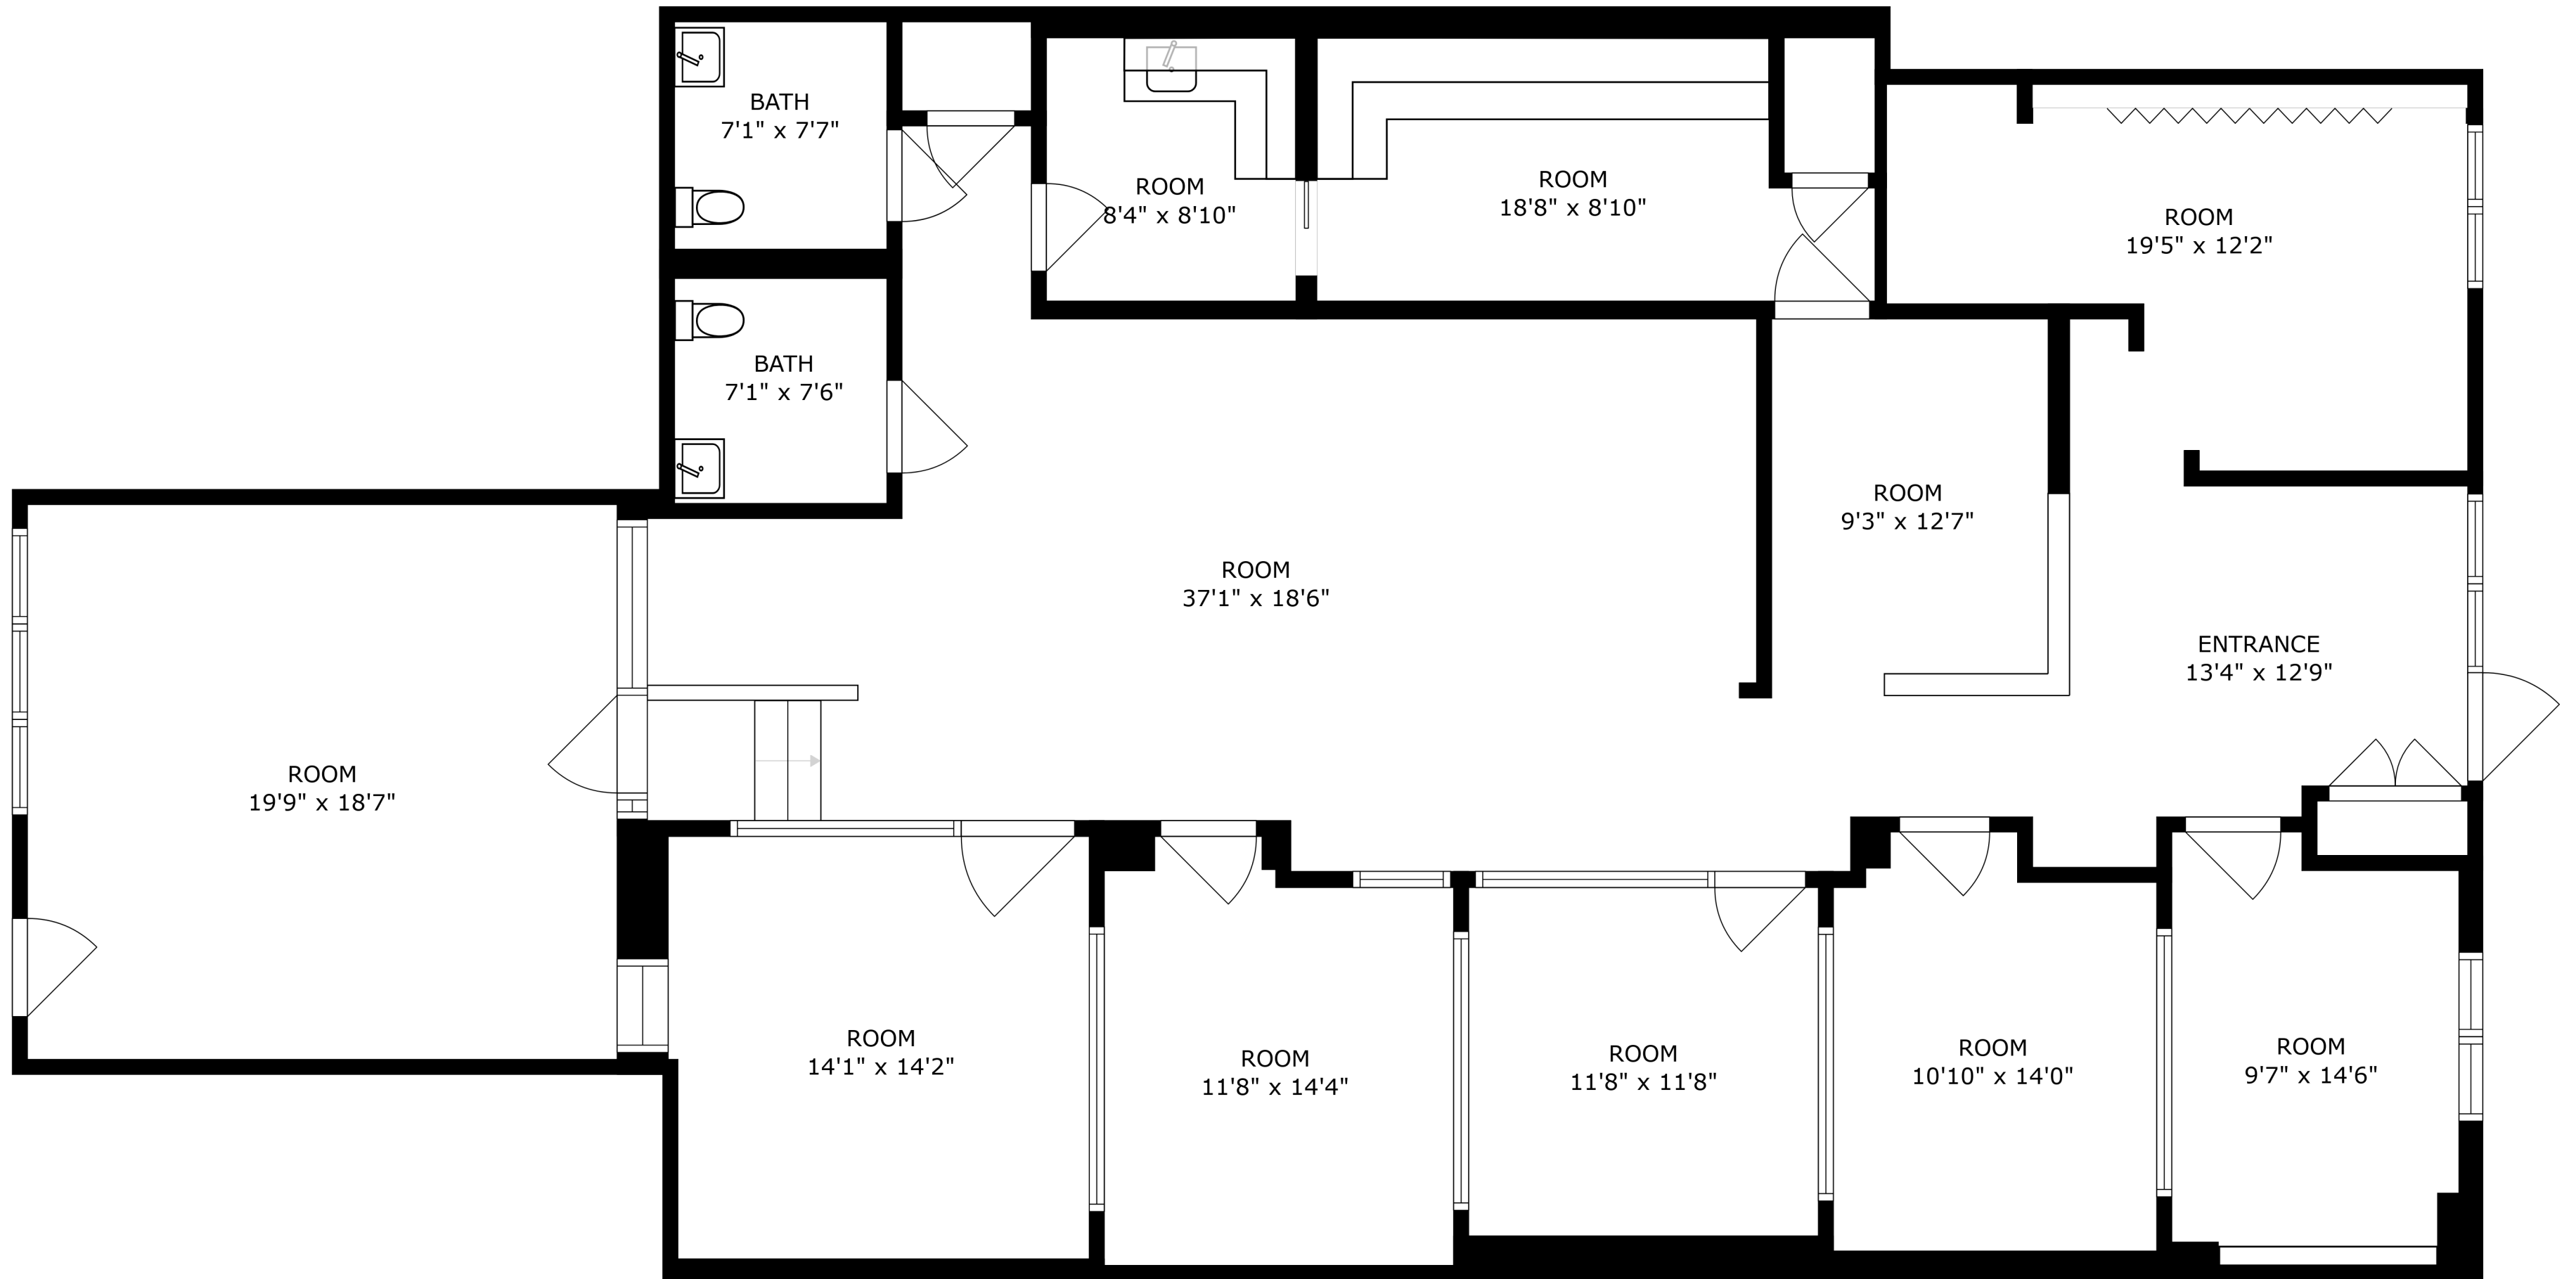 BATH
7'1" x 7'7"
ROOM
8'4" x 8'10"
ROOM
18'8" x 8'10"
ROOM
19'5" x 12'2"
BATH
7'1" x 7'6"
ROOM
9'3" x 12'7"
ROOM
37'1" x 18'6"
ENTRANCE
13'4" x 12'9"
ROOM
19'9" x 18'7"
ROOM
14'1" x 14'2"
ROOM
11'8" x 14'4"
ROOM
11'8" x 11'8"
ROOM
10'10" x 14'0"
ROOM
9'7" x 14'6"